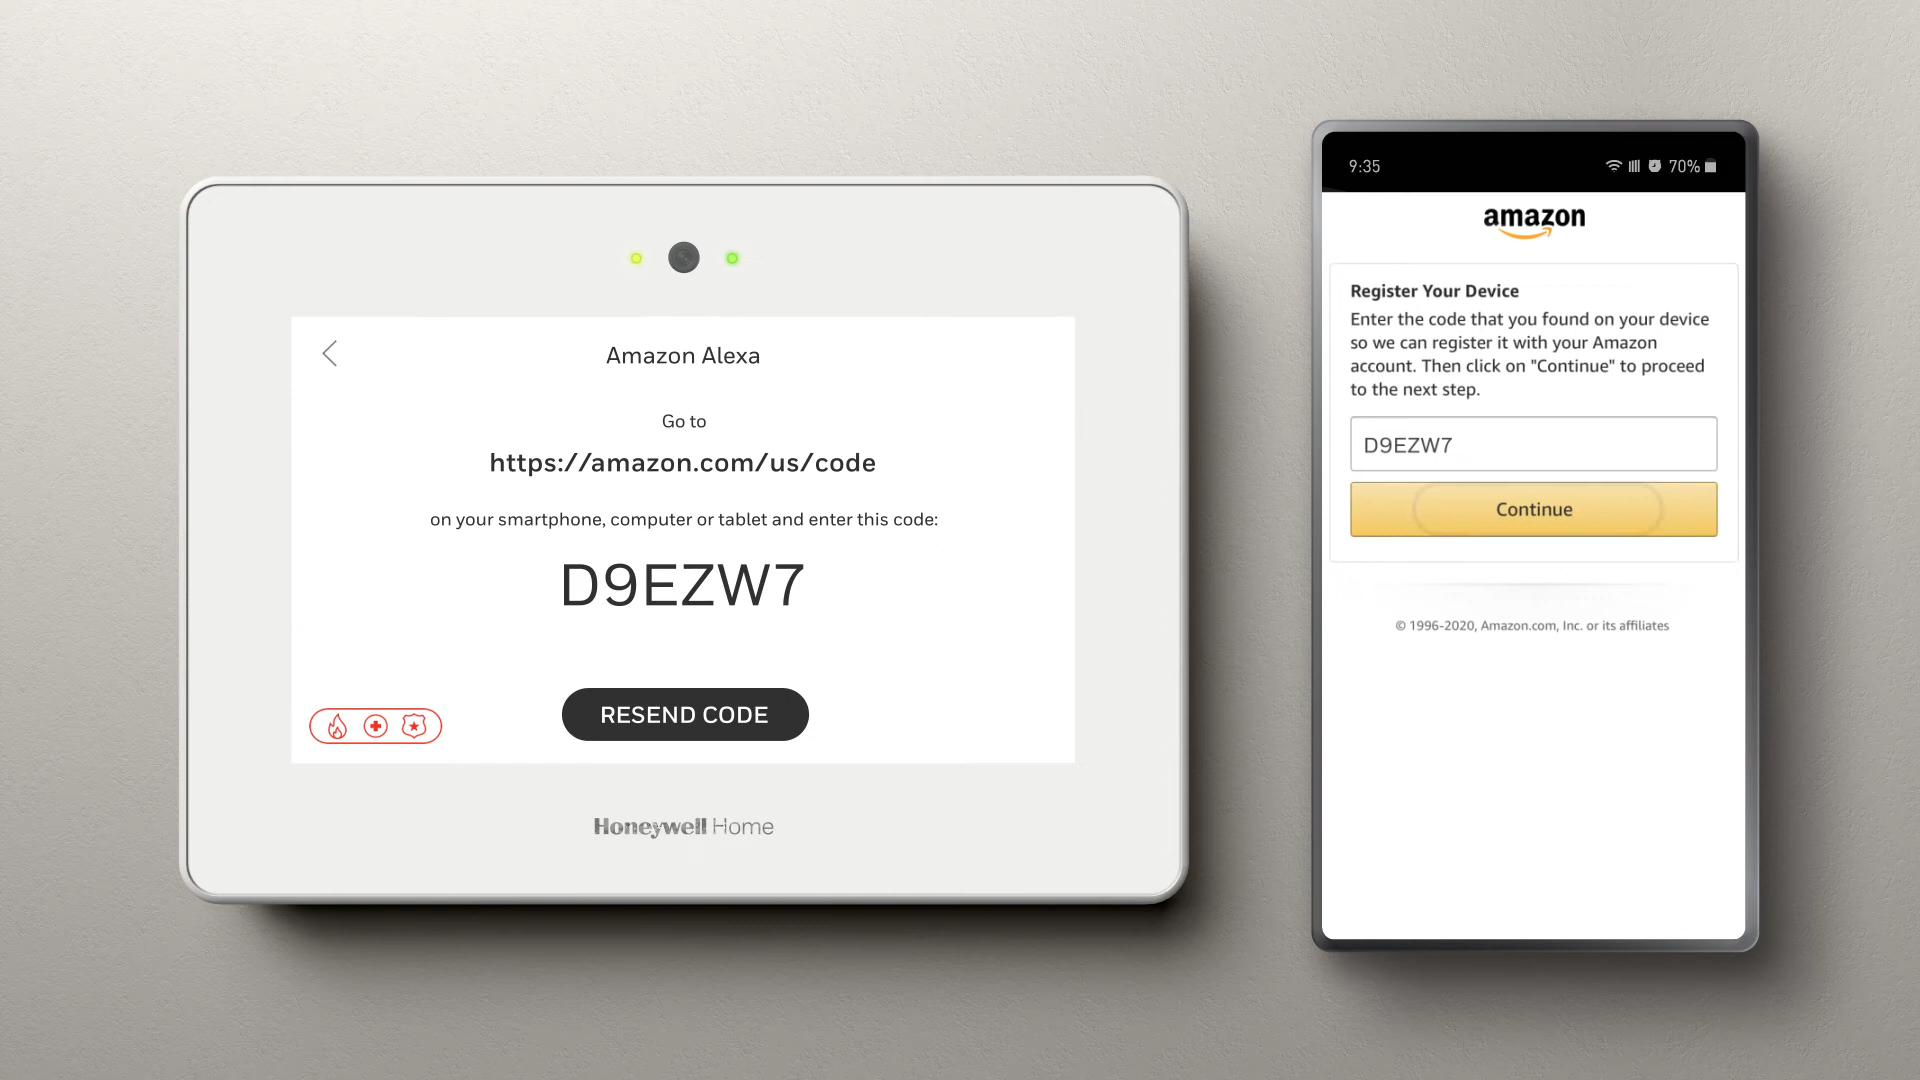 Amazon Alexa
Go to
https://amazon.com/us/code
on your smartphone, computer or tablet and enter this code:
D9EZW7
RESEND CODE
Honeywell Home
9:35
70%
amazon
Register Your Device
Enter the code that you found on your device
so we can register it with your Amazon
account. Then click on "Continue" to proceed
to the next step.
D9EZW7
Continue
© 1996-2020, Amazon.com, Inc. or its affiliates